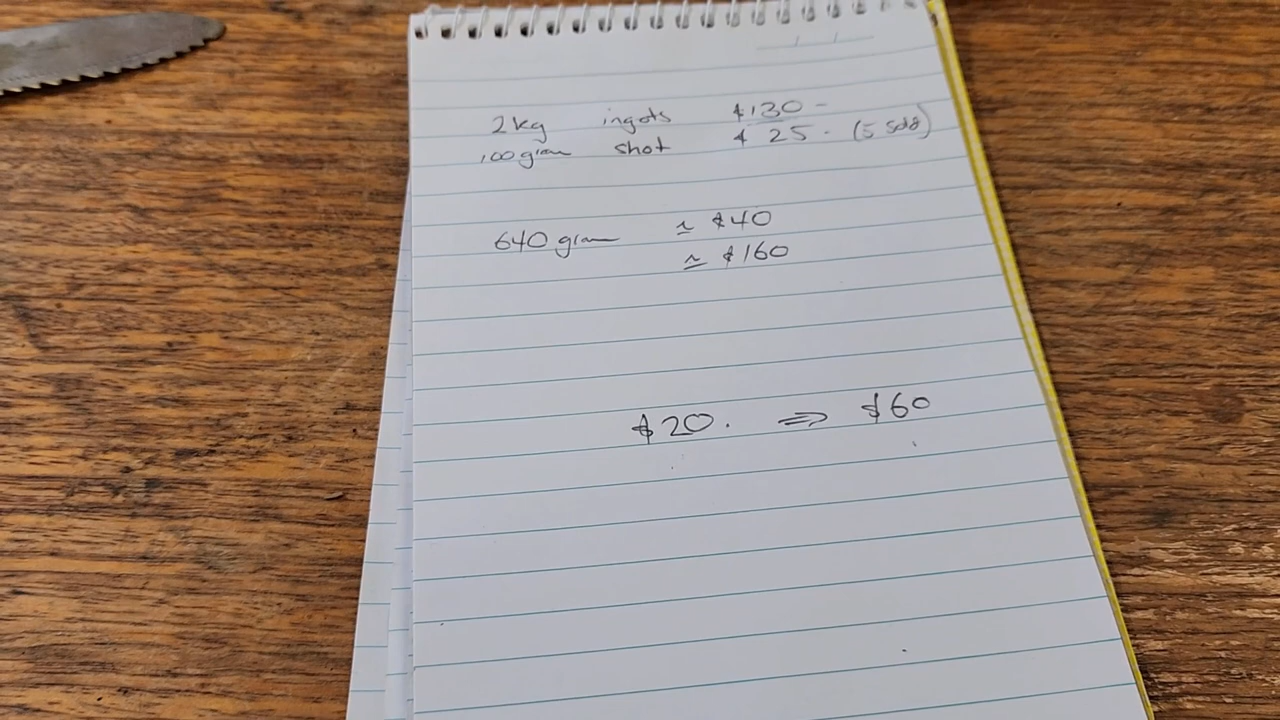 2kg ingots $130 -
100 gram shot $25. (5 sold)
640 gram ≃ $40
≃ $160
$20. ⇒ $60